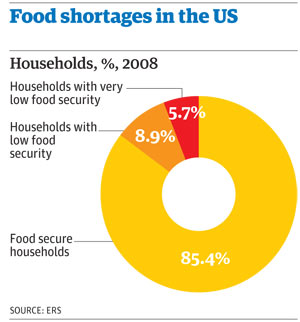 Food shortages in the US
Households, %, 2008
Households with very
low food security
5.7%
Households with
low food
security
8.9%
Food secure
households
85.4%
SOURCE: ERS